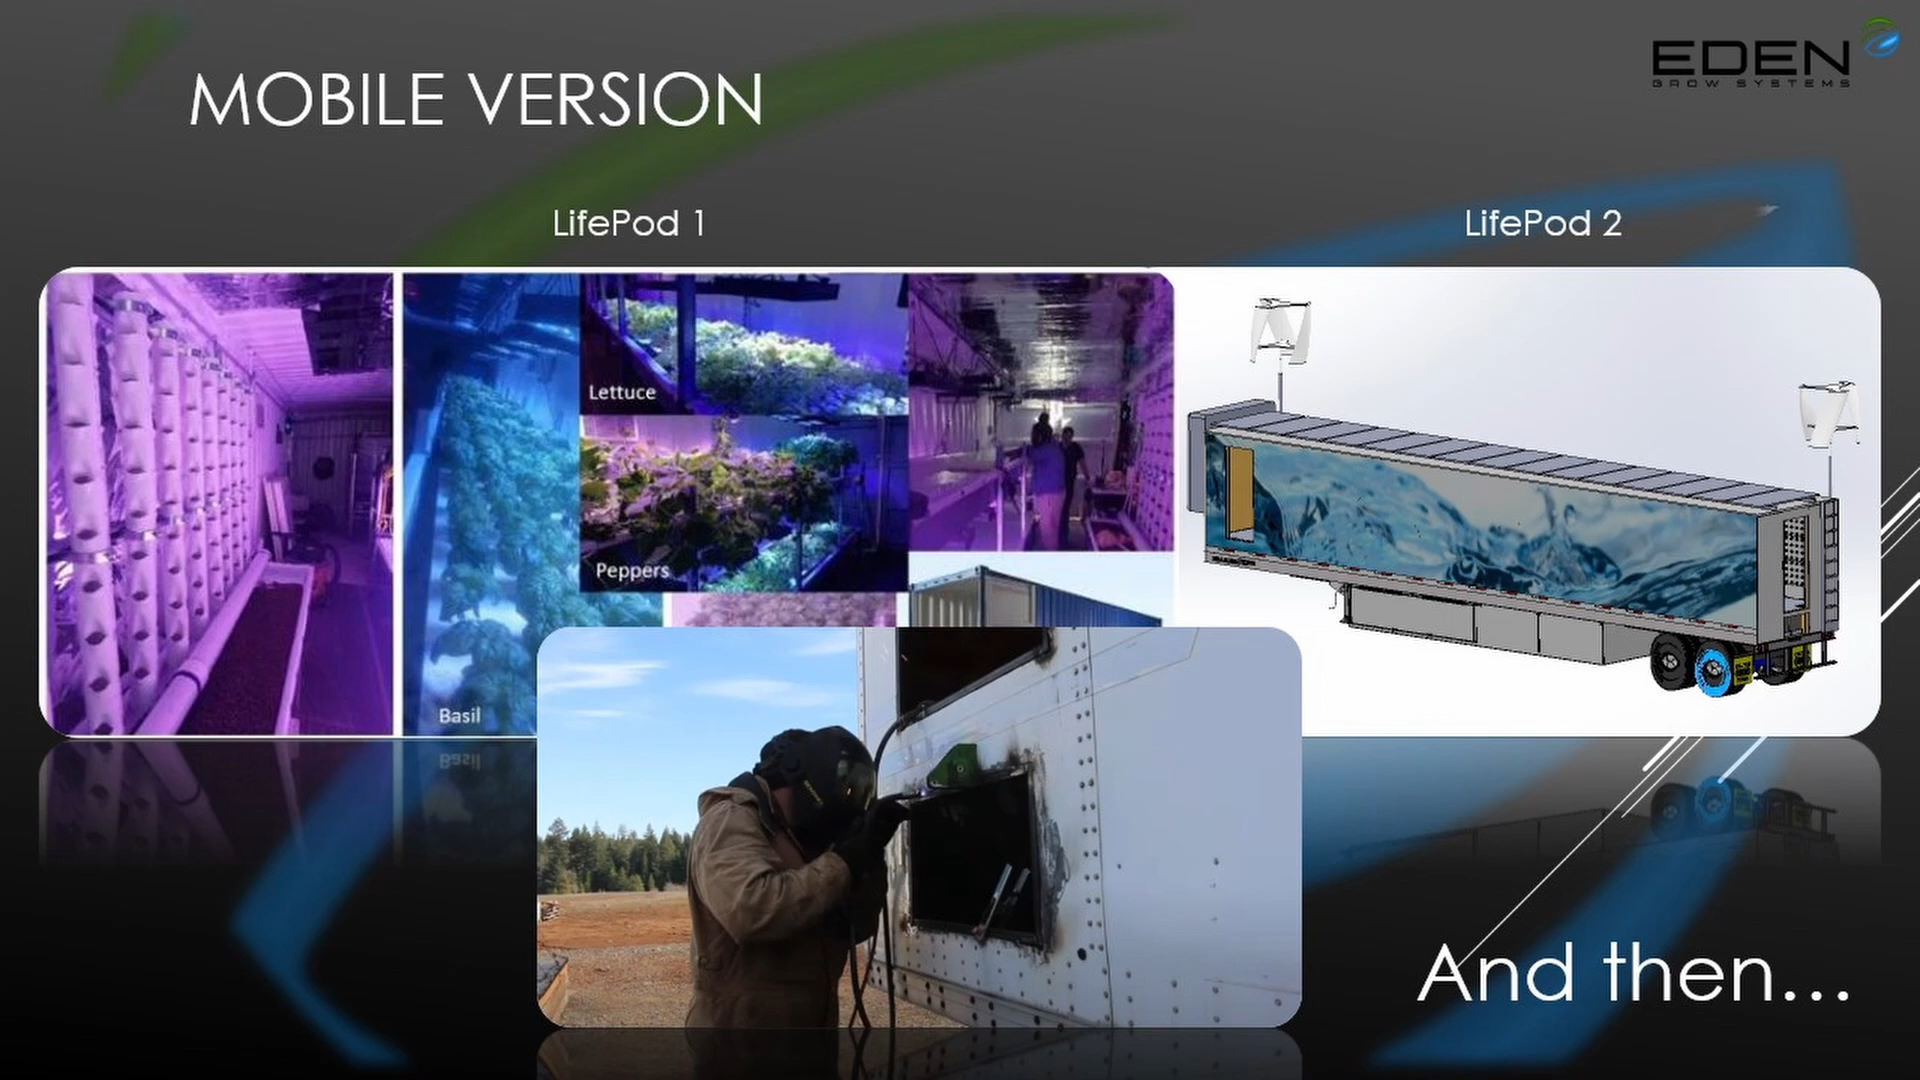 MOBILE VERSION
EDEN
GROW SYSTEMS
LifePod 1
LifePod 2
Lettuce
Peppers
Basil
And then...